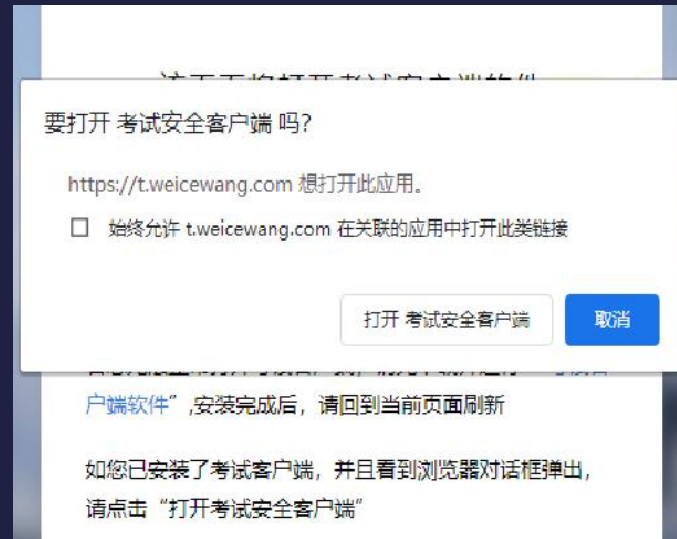 要打开 考试安全客户端 吗?
https://t.weicewang.com 想打开此应用。
始终允许 t.weicewang.com 在关联的应用中打开此类链接
打开 考试安全客户端
取消
户端软件”,安装完成后，请回到当前页面刷新
如您已安装了考试客户端，并且看到浏览器对话框弹出，
请点击“打开考试安全客户端”